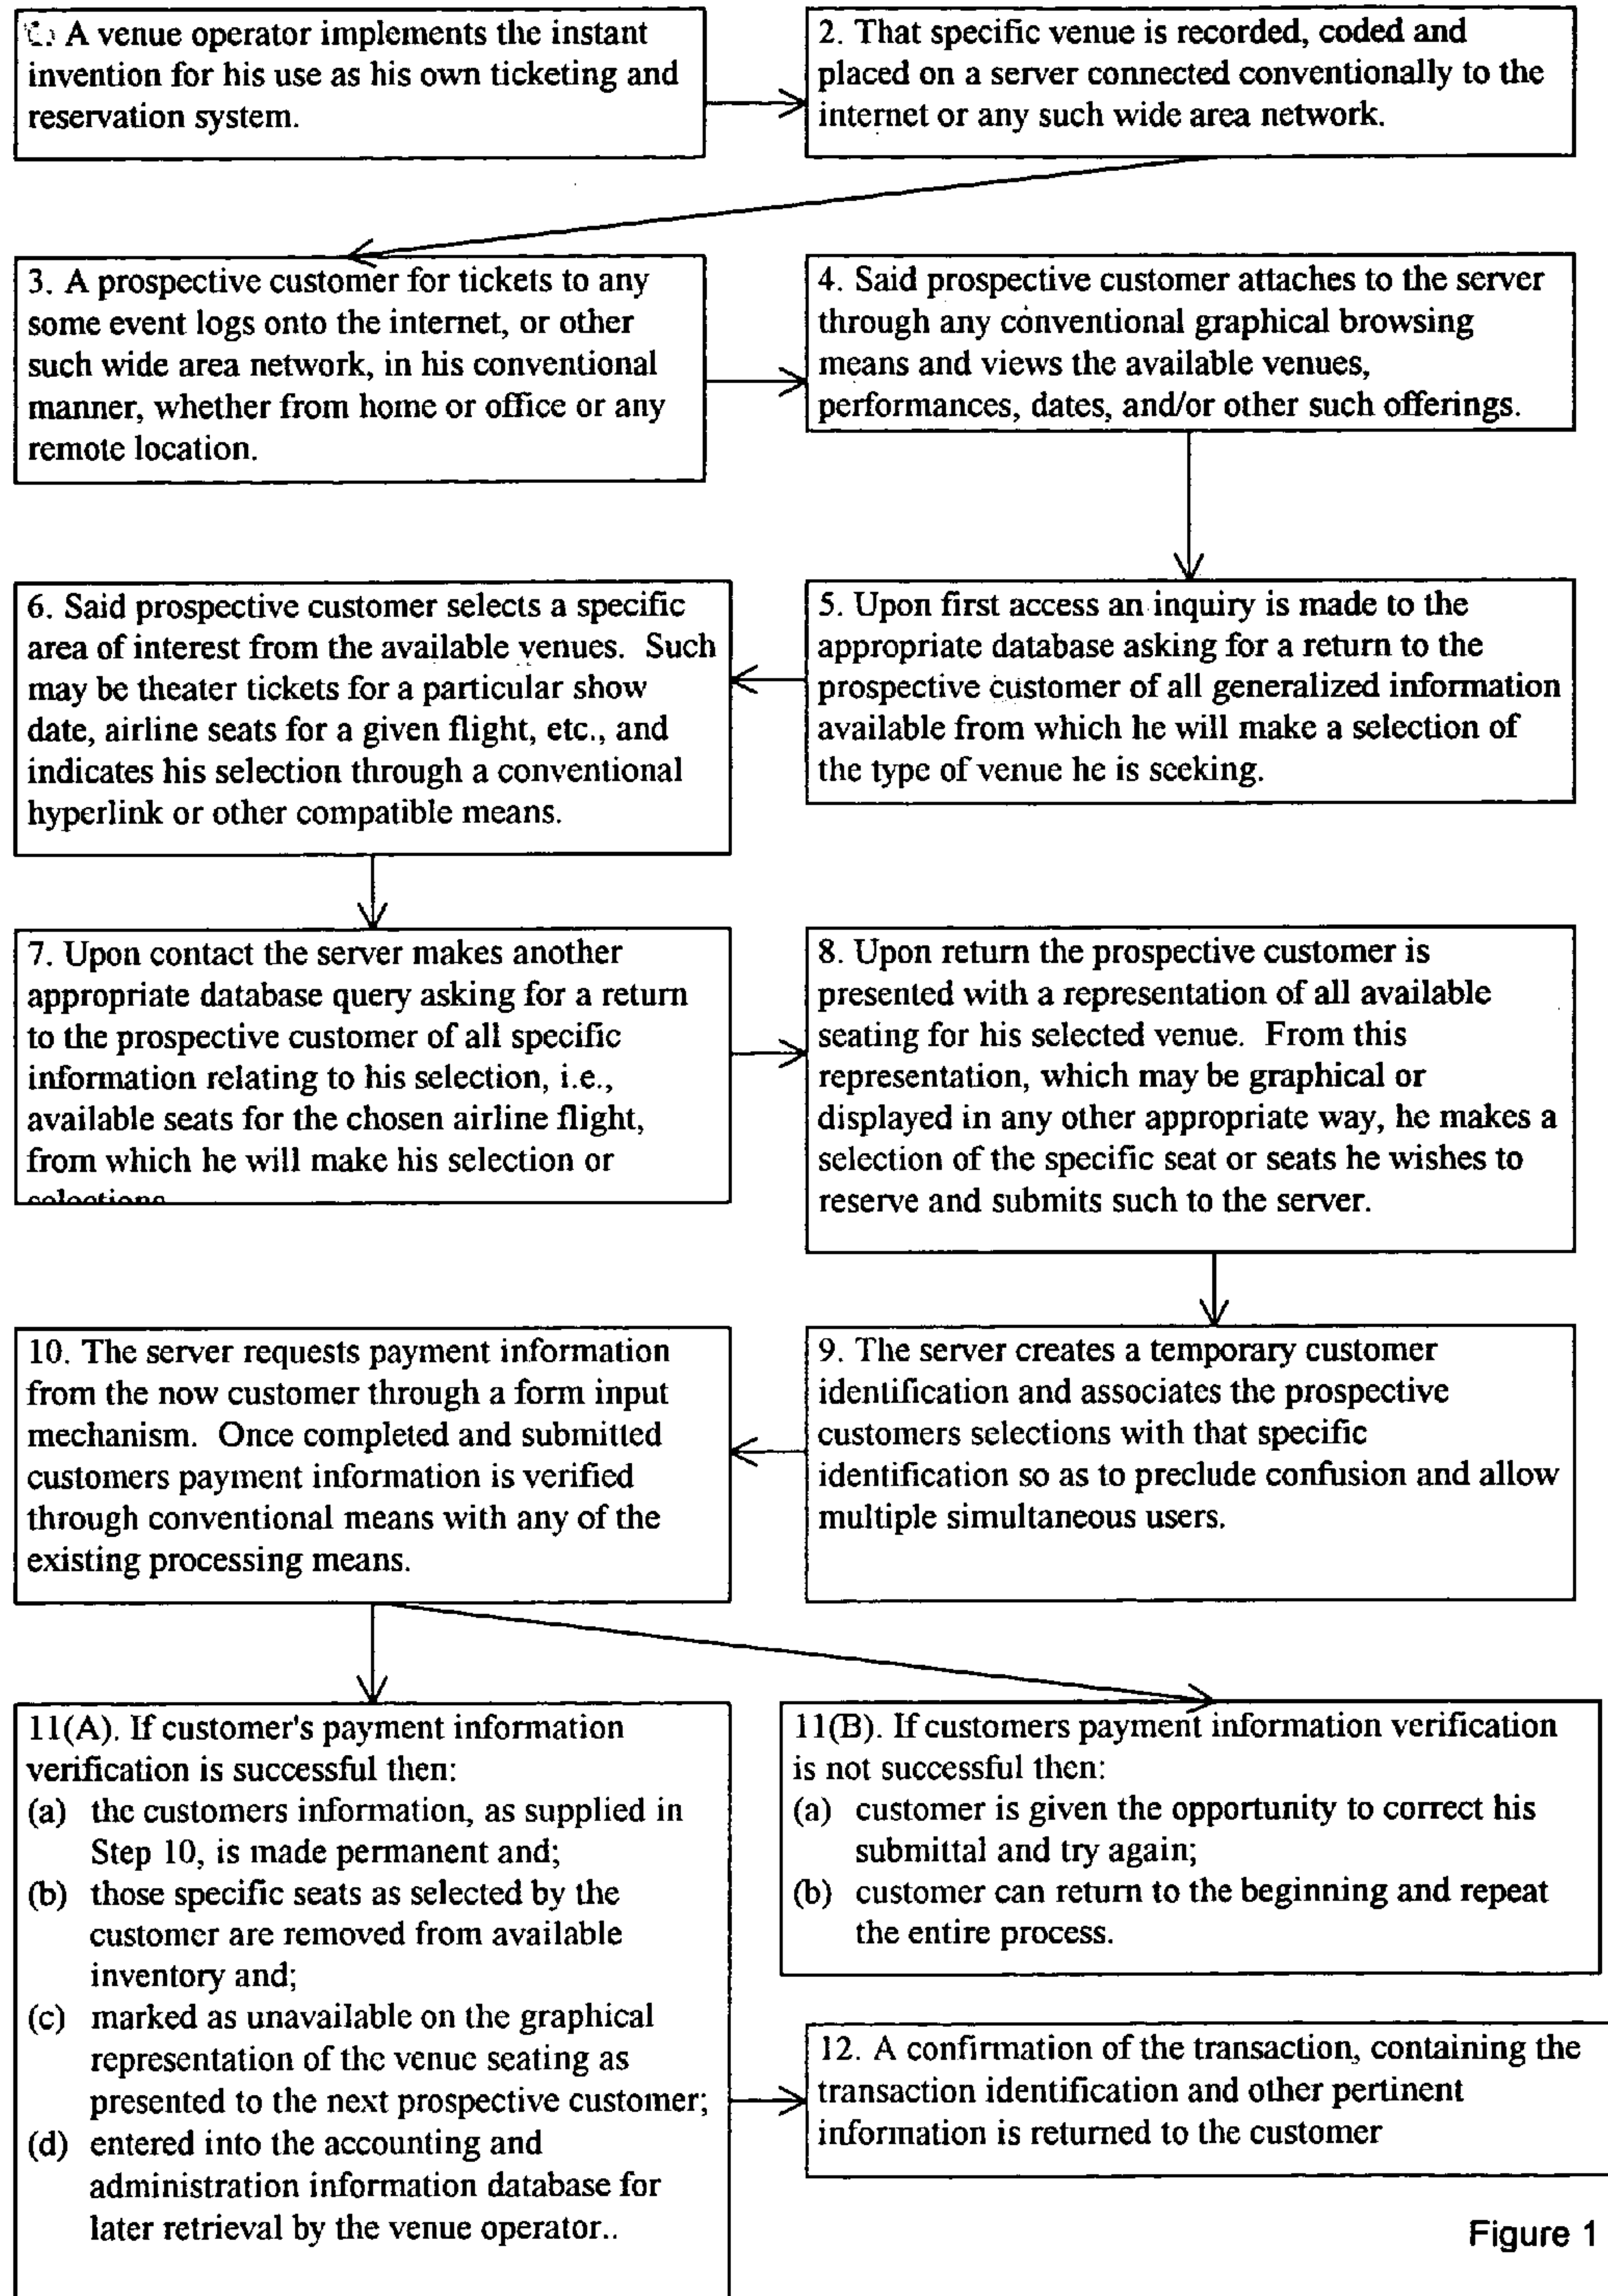 A venue operator implements the instant
invention for his use as his own ticketing and
reservation system.
2. That specific venue is recorded, coded and
placed on a server connected conventionally to the
internet or any such wide area network.
3. A prospective customer for tickets to any
some event logs onto the internet, or other
such wide area network, in his conventional
manner, whether from home or office or any
remote location.
4. Said prospective customer attaches to the server
through any conventional graphical browsing
means and views the available venues,
performances, dates, and/or other such offerings.
5. Upon first access an inquiry is made to the
appropriate database asking for a return to the
prospective customer of all generalized information
available from which he will make a selection of
the type of venue he is seeking.
6. Said prospective customer selects a specific
area of interest from the available venues. Such
may be theater tickets for a particular show
date, airline seats for a given flight, etc., and
indicates his selection through a conventional
hyperlink or other compatible means.
7. Upon contact the server makes another
appropriate database query asking for a return
to the prospective customer of all specific
information relating to his selection, i.e.,
available seats for the chosen airline flight,
from which he will make his selection or
selections
8. Upon return the prospective customer is
presented with a representation of all available
seating for his selected venue. From this
representation, which may be graphical or
displayed in any other appropriate way, he makes a
selection of the specific seat or seats he wishes to
reserve and submits such to the server.
9. The server creates a temporary customer
identification and associates the prospective
customers selections with that specific
identification so as to preclude confusion and allow
multiple simultaneous users.
10. The server requests payment information
from the now customer through a form input
mechanism. Once completed and submitted
customers payment information is verified
through conventional means with any of the
existing processing means.
11(A). If customer's payment information
verification is successful then:
(a) the customers information, as supplied in
Step 10, is made permanent and;
(b) those specific seats as selected by the
customer are removed from available
inventory and;
(c) marked as unavailable on the graphical
representation of the venue seating as
presented to the next prospective customer;
(d) entered into the accounting and
administration information database for
later retrieval by the venue operator..
11(B). If customers payment information verification
is not successful then:
(a) customer is given the opportunity to correct his
submittal and try again;
(b) customer can return to the beginning and repeat
the entire process.
12. A confirmation of the transaction, containing the
transaction identification and other pertinent
information is returned to the customer
Figure 1